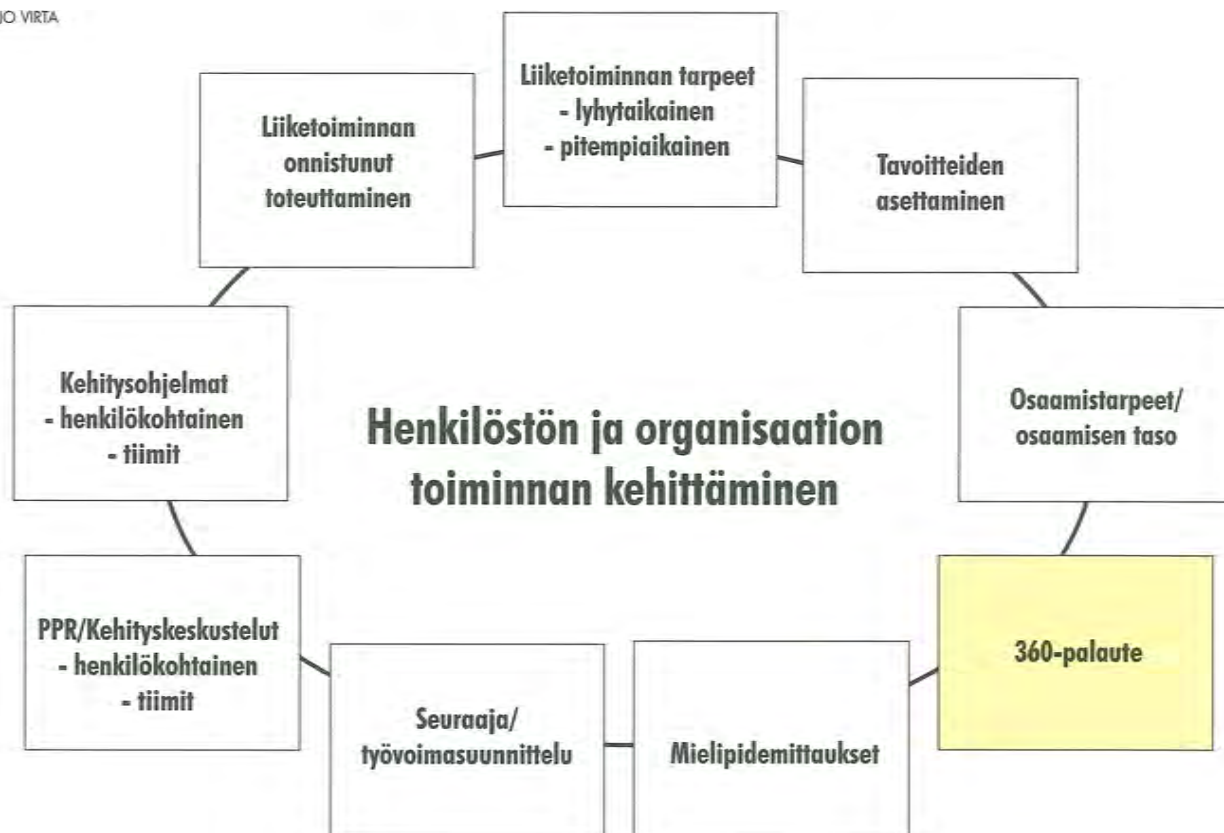 JO VIRTA
Liiketoiminnan tarpeet
- lyhytaikainen
- pitempiaikainen
Tavoitteiden
asettaminen
Osaamistarpeet/
osaamisen taso
360-palaute
Mielipidemittaukset
Seuraaja/
työvoimasuunnittelu
PPR/Kehityskeskustelut
- henkilökohtainen
- tiimit
Kehitysohjelmat
- henkilökohtainen
- tiimit
Liiketoiminnan
onnistunut
toteuttaminen
Henkilöstön ja organisaation
toiminnan kehittäminen